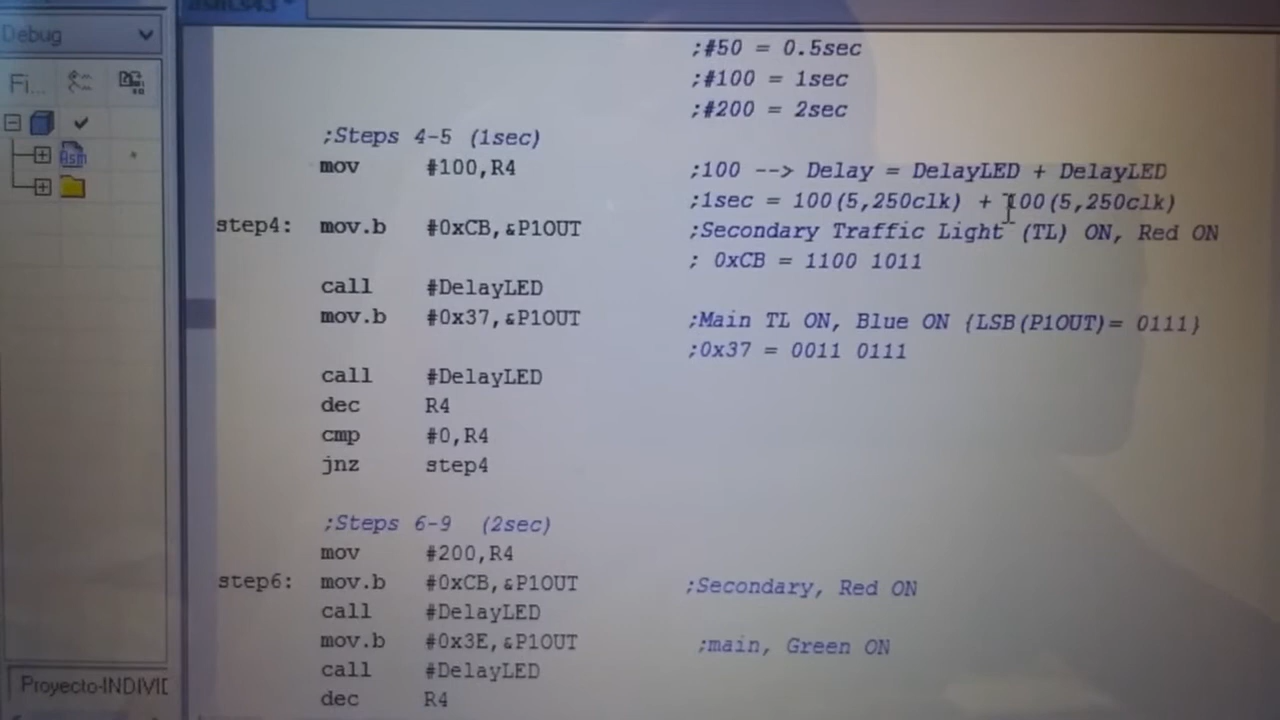 Debug
Fi...
;#50 = 0.5sec
;#100 = 1sec
;#200 = 2sec
;Steps 4-5 (1sec)
mov #100,R4 ;100 --> Delay = DelayLED + DelayLED
;1sec = 100(5,250clk) + 100(5,250clk)
step4: mov.b #0xCB,&P1OUT ;Secondary Traffic Light (TL) ON, Red ON
; 0xCB = 1100 1011
call #DelayLED
mov.b #0x37,&P1OUT ;Main TL ON, Blue ON {LSB(P1OUT)= 0111}
;0x37 = 0011 0111
call #DelayLED
dec R4
cmp #0,R4
jnz step4
;Steps 6-9 (2sec)
mov #200,R4
step6: mov.b #0xCB,&P1OUT ;Secondary, Red ON
call #DelayLED
mov.b #0x3E,&P1OUT ;main, Green ON
call #DelayLED
dec R4
Asm
Proyecto-INDIVID